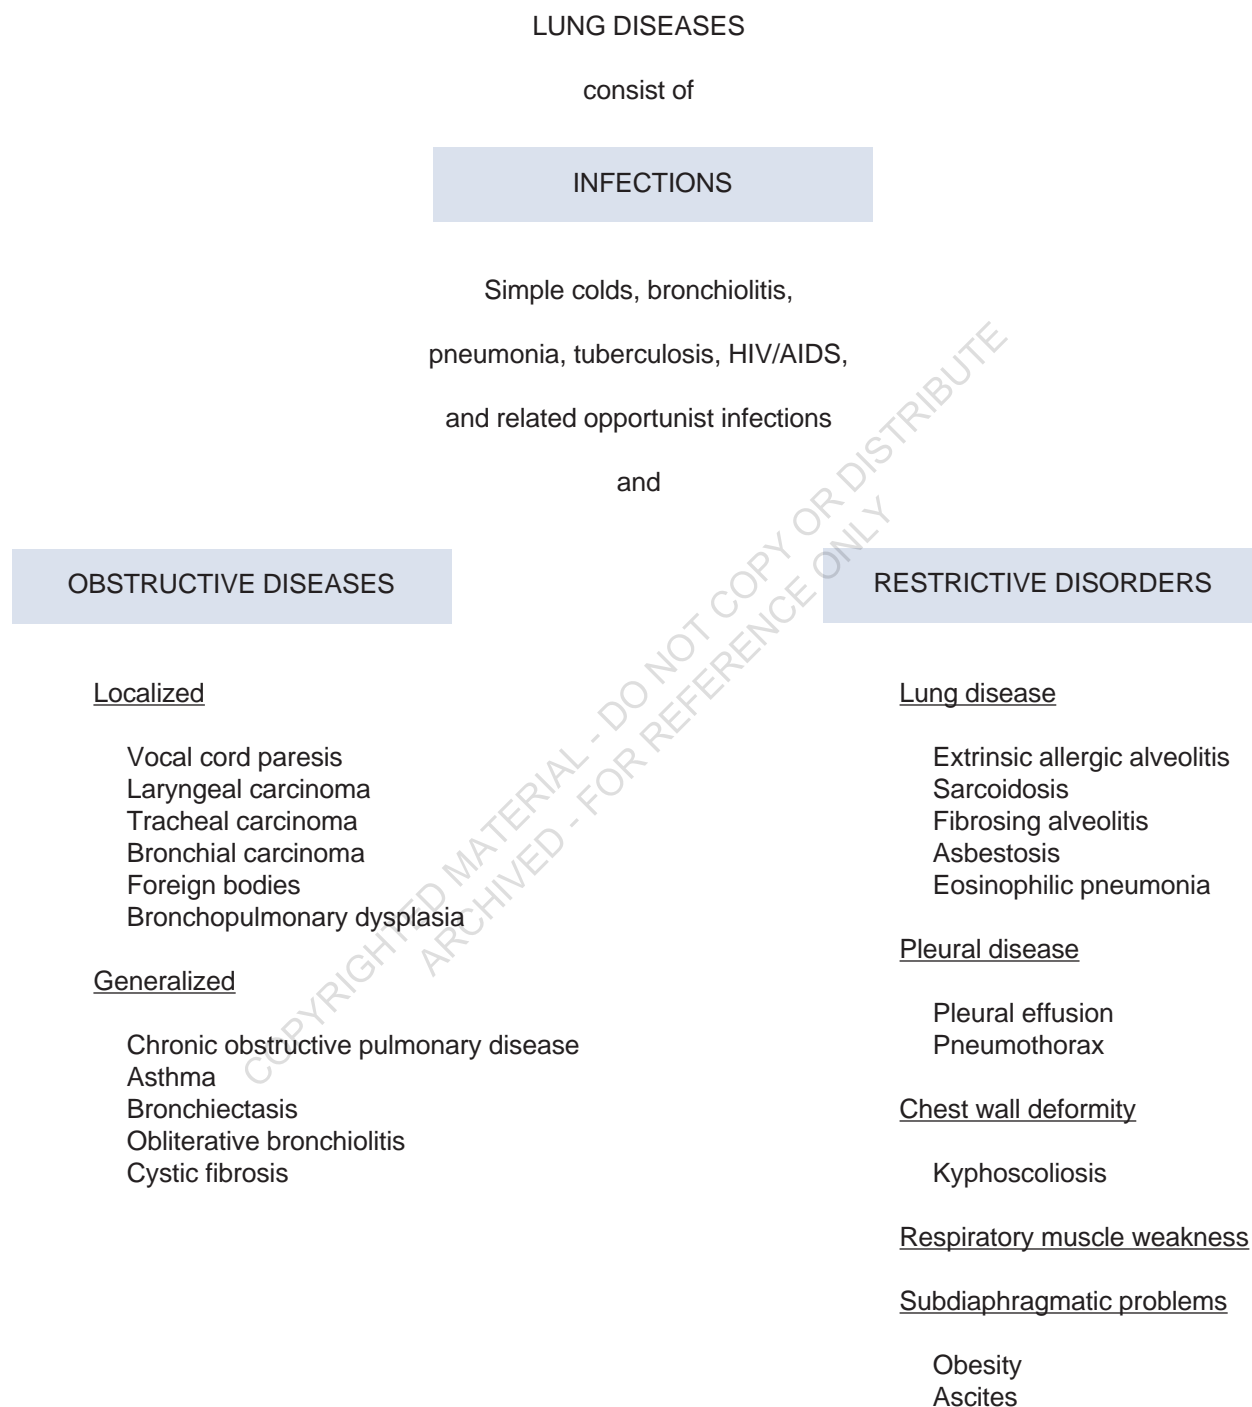 LUNG DISEASES
consist of
INFECTIONS
Simple colds, bronchiolitis,
pneumonia, tuberculosis, HIV/AIDS,
and related opportunist infections
and
OBSTRUCTIVE DISEASES
Localized
Vocal cord paresis
Laryngeal carcinoma
Tracheal carcinoma
Bronchial carcinoma
Foreign bodies
Bronchopulmonary dysplasia
Generalized
Chronic obstructive pulmonary disease
Asthma
Bronchiectasis
Obliterative bronchiolitis
Cystic fibrosis
RESTRICTIVE DISORDERS
Lung disease
Extrinsic allergic alveolitis
Sarcoidosis
Fibrosing alveolitis
Asbestosis
Eosinophilic pneumonia
Pleural disease
Pleural effusion
Pneumothorax
Chest wall deformity
Kyphoscoliosis
Respiratory muscle weakness
Subdiaphragmatic problems
Obesity
Ascites
COPYRIGHTED MATERIAL - DO NOT COPY OR DISTRIBUTE
ARCHIVED - FOR REFERENCE ONLY